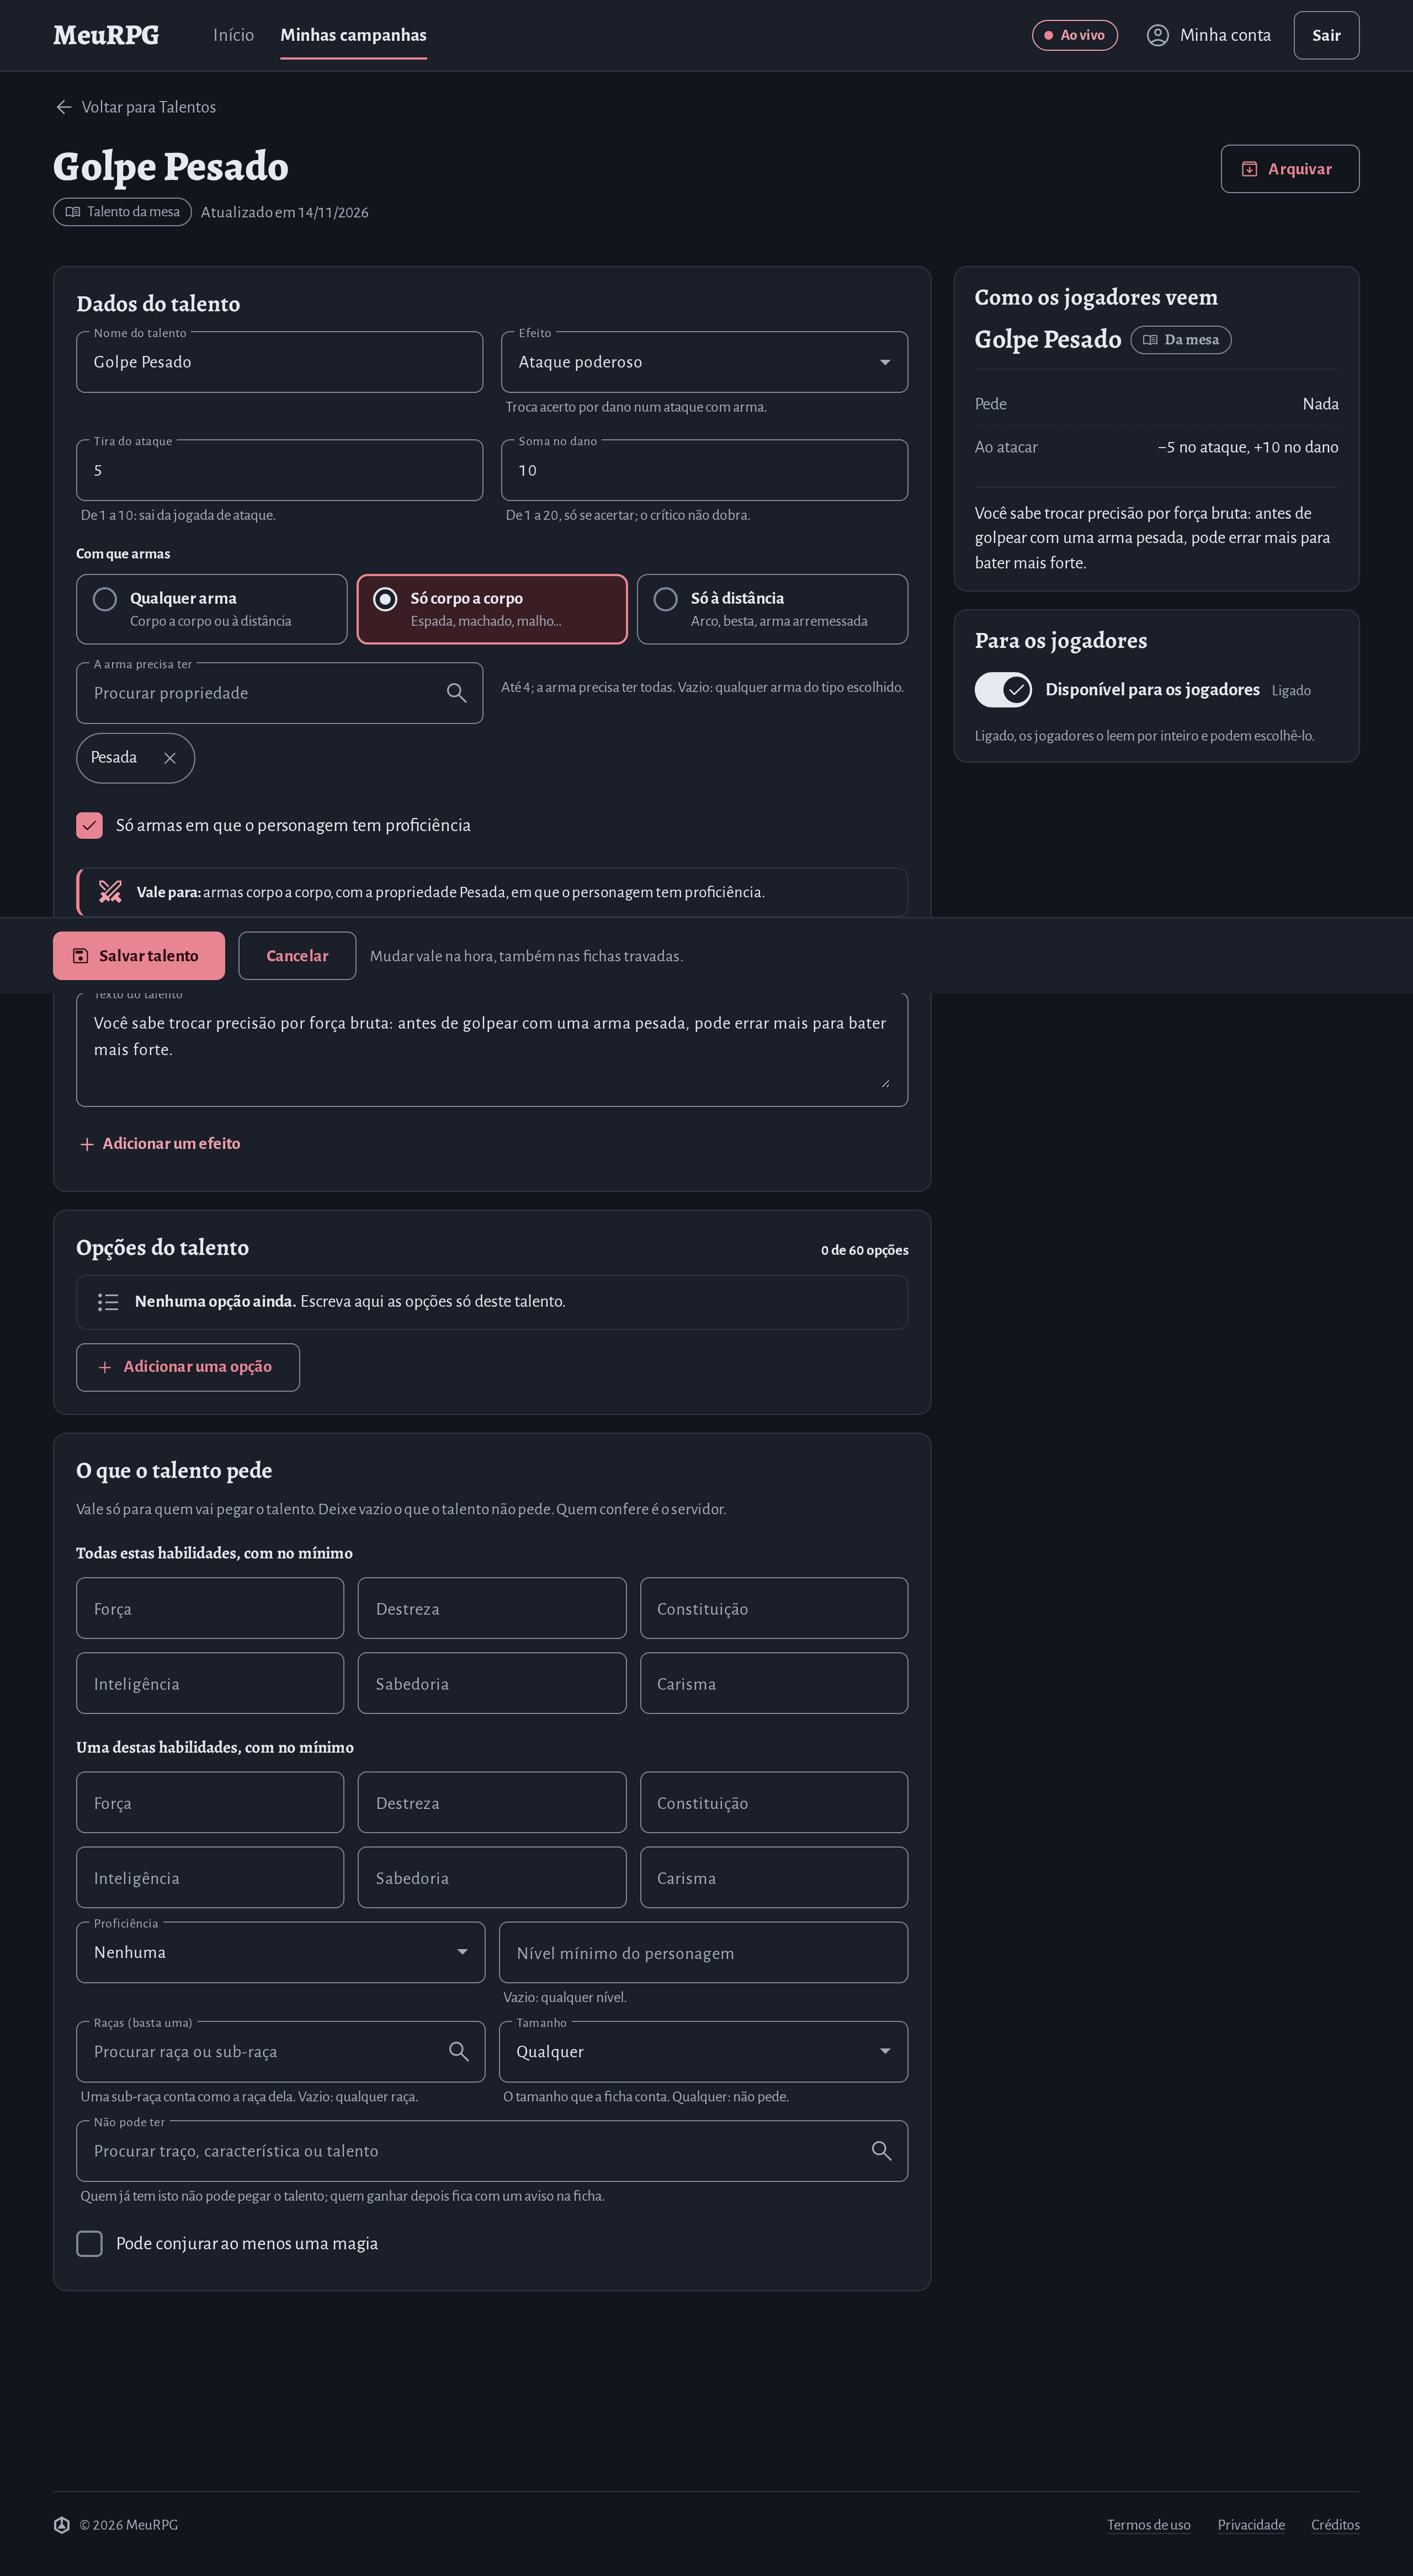 MeuRPG
Início
Minhas campanhas
Ao vivo
Minha conta
Sair
Voltar para Talentos
Golpe Pesado
Arquivar
Talento da mesa
Atualizado em 14/11/2026
Dados do talento
Nome do talento
Golpe Pesado
Efeito
Ataque poderoso
Troca acerto por dano num ataque com arma.
Tira do ataque
5
De 1 a 10: sai da jogada de ataque.
Soma no dano
10
De 1 a 20, só se acertar; o crítico não dobra.
Com que armas
Qualquer arma
Corpo a corpo ou à distância
Só corpo a corpo
Espada, machado, malho...
Só à distância
Arco, besta, arma arremessada
A arma precisa ter
Procurar propriedade
Até 4; a arma precisa ter todas. Vazio: qualquer arma do tipo escolhido.
Pesada
Só armas em que o personagem tem proficiência
Vale para: armas corpo a corpo, com a propriedade Pesada, em que o personagem tem proficiência.
Salvar talento
Cancelar
Mudar vale na hora, também nas fichas travadas.
Texto do talento
Você sabe trocar precisão por força bruta: antes de golpear com uma arma pesada, pode errar mais para bater
mais forte.
Adicionar um efeito
Opções do talento
0 de 60 opções
Nenhuma opção ainda. Escreva aqui as opções só deste talento.
Adicionar uma opção
O que o talento pede
Vale só para quem vai pegar o talento. Deixe vazio o que o talento não pede. Quem confere é o servidor.
Todas estas habilidades, com no mínimo
Força
Destreza
Constituição
Inteligência
Sabedoria
Carisma
Uma destas habilidades, com no mínimo
Força
Destreza
Constituição
Inteligência
Sabedoria
Carisma
Proficiência
Nenhuma
Nível mínimo do personagem
Vazio: qualquer nível.
Raças (basta uma)
Procurar raça ou sub-raça
Uma sub-raça conta como a raça dela. Vazio: qualquer raça.
Tamanho
Qualquer
O tamanho que a ficha conta. Qualquer: não pede.
Não pode ter
Procurar traço, característica ou talento
Quem já tem isto não pode pegar o talento; quem ganhar depois fica com um aviso na ficha.
Pode conjurar ao menos uma magia
Como os jogadores veem
Golpe Pesado
Da mesa
Pede
Nada
Ao atacar
−5 no ataque, +10 no dano
Você sabe trocar precisão por força bruta: antes de
golpear com uma arma pesada, pode errar mais para
bater mais forte.
Para os jogadores
Disponível para os jogadores
Ligado
Ligado, os jogadores o leem por inteiro e podem escolhê-lo.
© 2026 MeuRPG
Termos de uso
Privacidade
Créditos